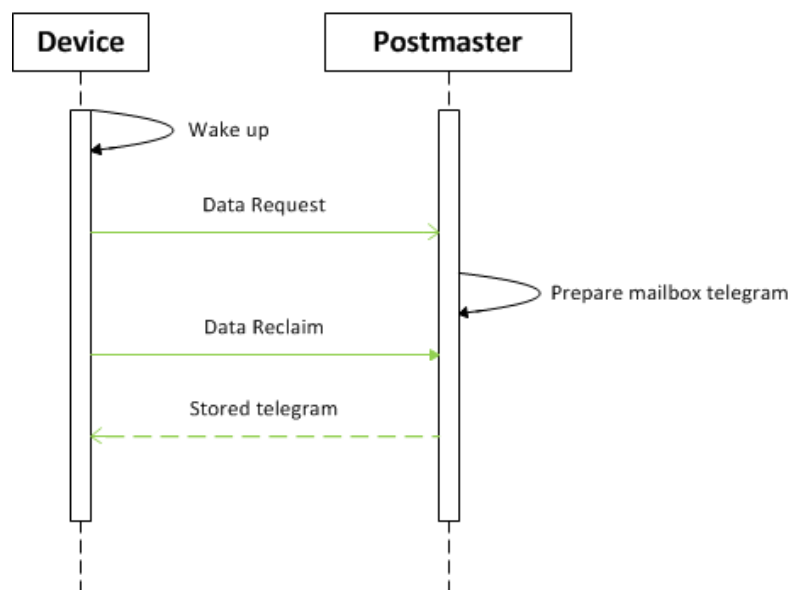 Device
Postmaster
Wake up
Data Request
Prepare mailbox telegram
Data Reclaim
Stored telegram